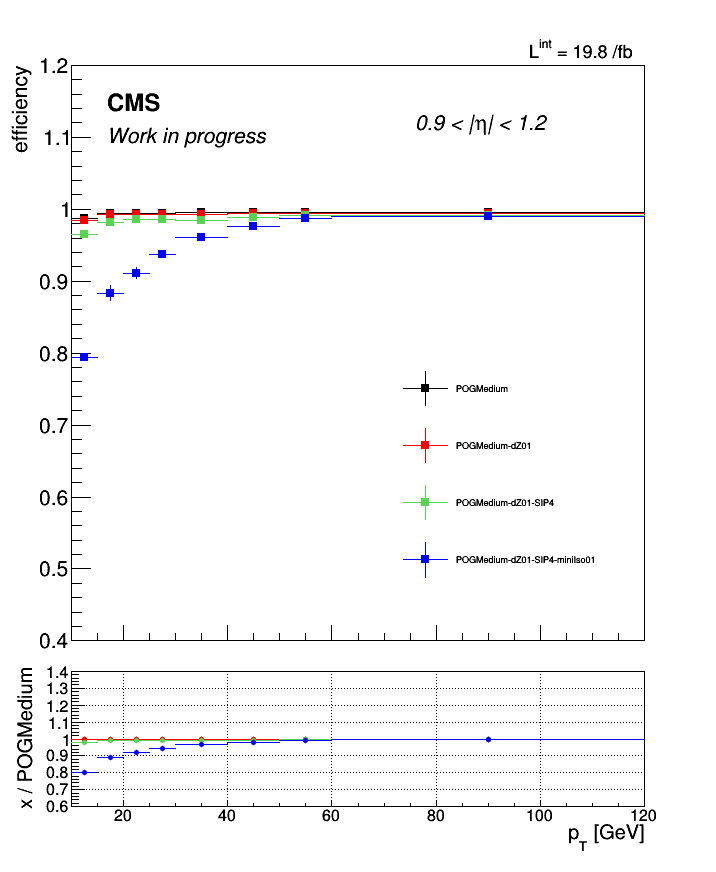 L^int = 19.8 /fb
efficiency
1.2
1.1
1
0.9
0.8
0.7
0.6
0.5
0.4
CMS
Work in progress
0.9 < |η| < 1.2
POGMedium
POGMedium-dZ01
POGMedium-dZ01-SIP4
POGMedium-dZ01-SIP4-miniIso01
x / POGMedium
1.4
1.3
1.2
1.1
1
0.9
0.8
0.7
0.6
20 40 60 80 100 120
p_T [GeV]